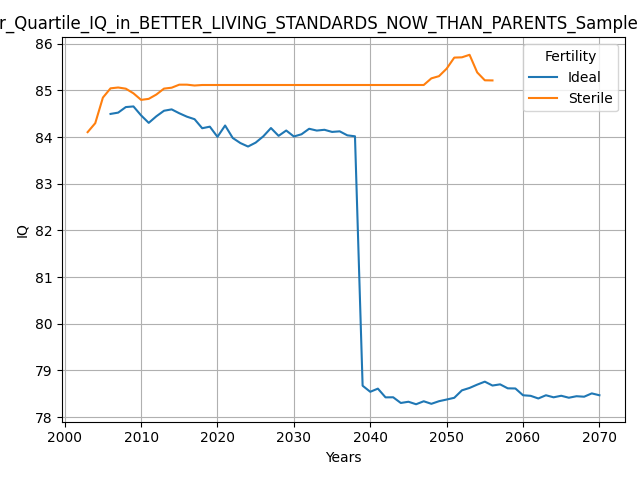 r_Quartile_IQ_in_BETTER_LIVING_STANDARDS_NOW_THAN_PARENTS_Sample
86
85
84
83
82
81
80
79
78
IQ
Fertility
Ideal
Sterile
2000 2010 2020 2030 2040 2050 2060 2070
Years